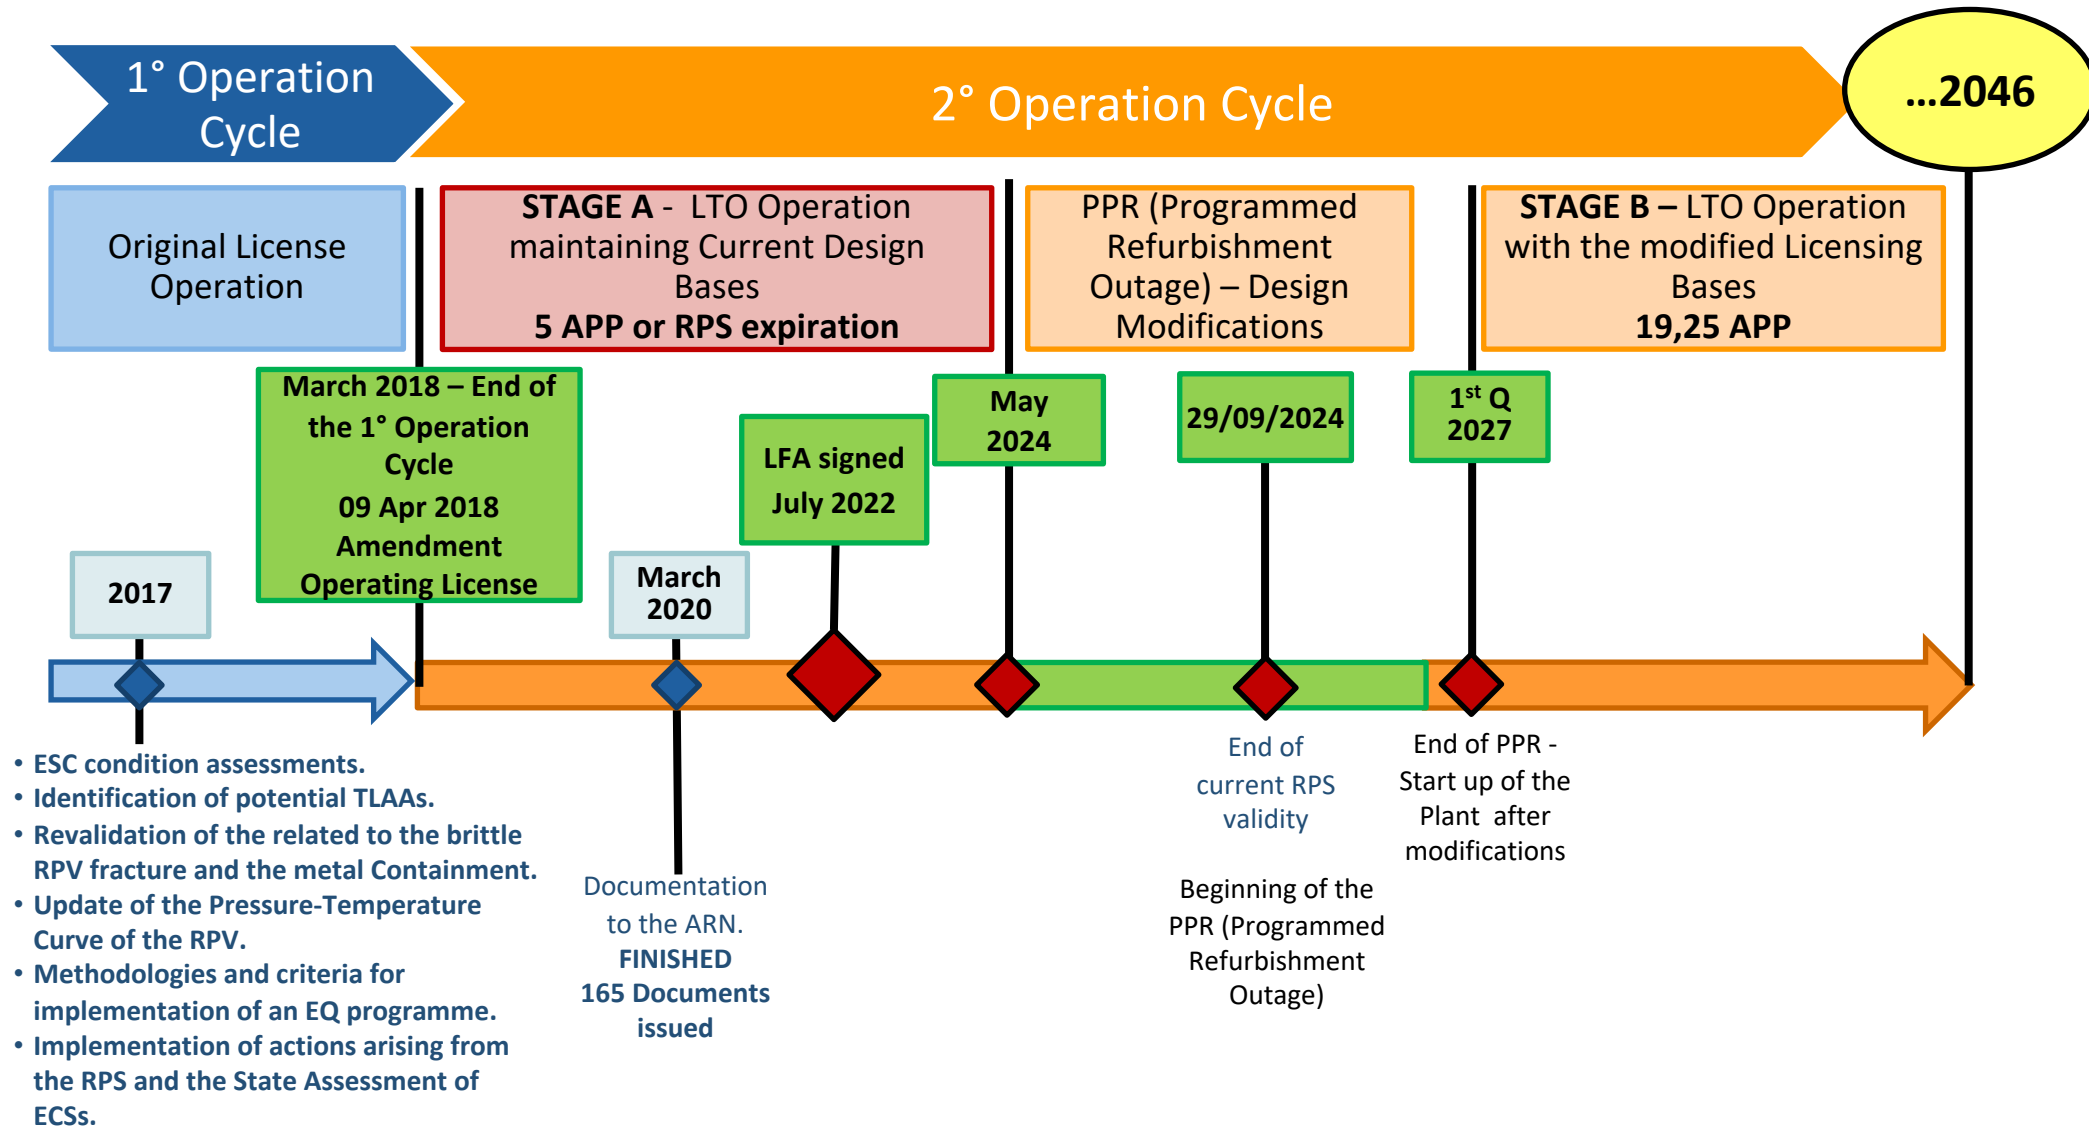 1° Operation
Cycle
2° Operation Cycle
...2046
Original License
Operation
STAGE A - LTO Operation
maintaining Current Design
Bases
5 APP or RPS expiration
PPR (Programmed
Refurbishment
Outage) – Design
Modifications
STAGE B – LTO Operation
with the modified Licensing
Bases
19,25 APP
March 2018 – End of
the 1° Operation
Cycle
09 Apr 2018
Amendment
Operating License
LFA signed
July 2022
May
2024
29/09/2024
1st Q
2027
2017
March
2020
• ESC condition assessments.
• Identification of potential TLAAs.
• Revalidation of the related to the brittle
RPV fracture and the metal Containment.
• Update of the Pressure-Temperature
Curve of the RPV.
• Methodologies and criteria for
implementation of an EQ programme.
• Implementation of actions arising from
the RPS and the State Assessment of
ECSs.
Documentation
to the ARN.
FINISHED
165 Documents
issued
End of
current RPS
validity
Beginning of the
PPR (Programmed
Refurbishment
Outage)
End of PPR -
Start up of the
Plant after
modifications